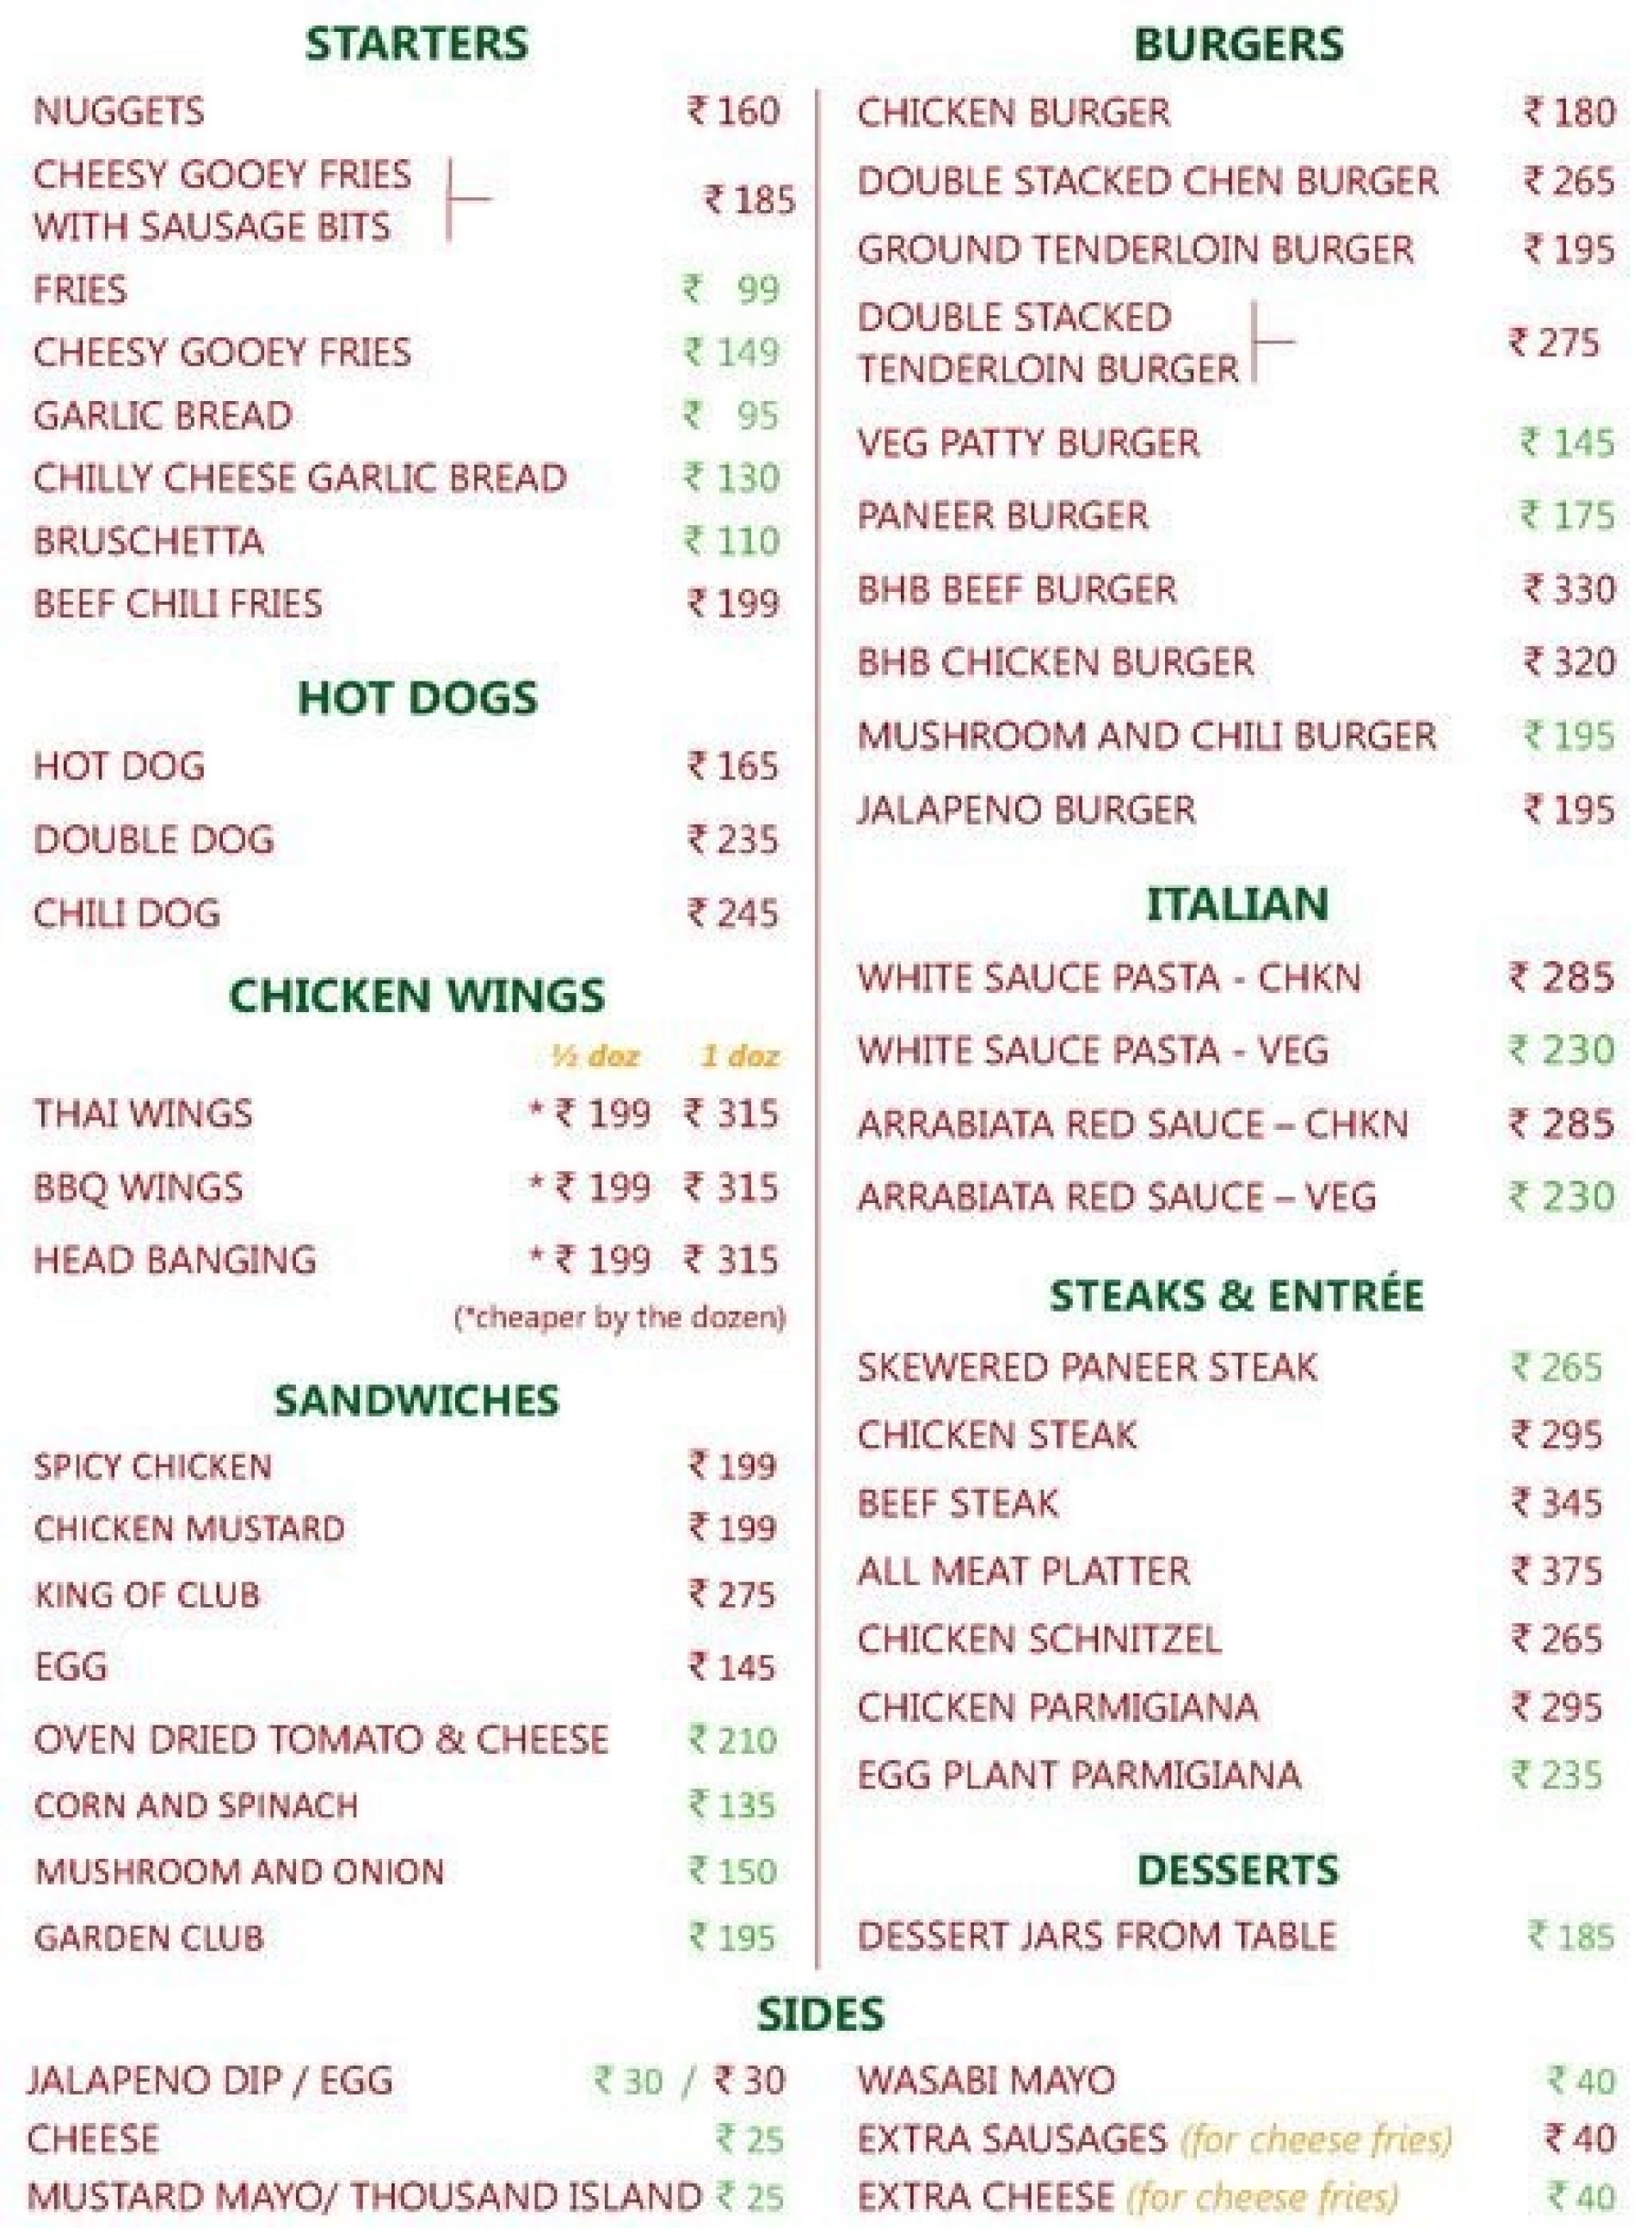 STARTERS
NUGGETS ₹ 160
CHEESY GOOEY FRIES
WITH SAUSAGE BITS ₹ 185
FRIES ₹ 99
CHEESY GOOEY FRIES ₹ 149
GARLIC BREAD ₹ 95
CHILLY CHEESE GARLIC BREAD ₹ 130
BRUSCHETTA ₹ 110
BEEF CHILI FRIES ₹ 199
HOT DOGS
HOT DOG ₹ 165
DOUBLE DOG ₹ 235
CHILI DOG ₹ 245
CHICKEN WINGS
½ doz 1 doz
THAI WINGS * ₹ 199 ₹ 315
BBQ WINGS * ₹ 199 ₹ 315
HEAD BANGING * ₹ 199 ₹ 315
(*cheaper by the dozen)
SANDWICHES
SPICY CHICKEN ₹ 199
CHICKEN MUSTARD ₹ 199
KING OF CLUB ₹ 275
EGG ₹ 145
OVEN DRIED TOMATO & CHEESE ₹ 210
CORN AND SPINACH ₹ 135
MUSHROOM AND ONION ₹ 150
GARDEN CLUB ₹ 195
BURGERS
CHICKEN BURGER ₹ 180
DOUBLE STACKED CHEN BURGER ₹ 265
GROUND TENDERLOIN BURGER ₹ 195
DOUBLE STACKED
TENDERLOIN BURGER ₹ 275
VEG PATTY BURGER ₹ 145
PANEER BURGER ₹ 175
BHB BEEF BURGER ₹ 330
BHB CHICKEN BURGER ₹ 320
MUSHROOM AND CHILI BURGER ₹ 195
JALAPENO BURGER ₹ 195
ITALIAN
WHITE SAUCE PASTA - CHKN ₹ 285
WHITE SAUCE PASTA - VEG ₹ 230
ARRABIATA RED SAUCE – CHKN ₹ 285
ARRABIATA RED SAUCE – VEG ₹ 230
STEAKS & ENTRÉE
SKEWERED PANEER STEAK ₹ 265
CHICKEN STEAK ₹ 295
BEEF STEAK ₹ 345
ALL MEAT PLATTER ₹ 375
CHICKEN SCHNITZEL ₹ 265
CHICKEN PARMIGIANA ₹ 295
EGG PLANT PARMIGIANA ₹ 235
DESSERTS
DESSERT JARS FROM TABLE ₹ 185
SIDES
JALAPENO DIP / EGG ₹ 30 / ₹ 30
CHEESE ₹ 25
MUSTARD MAYO/ THOUSAND ISLAND ₹ 25
WASABI MAYO ₹ 40
EXTRA SAUSAGES (for cheese fries) ₹ 40
EXTRA CHEESE (for cheese fries) ₹ 40